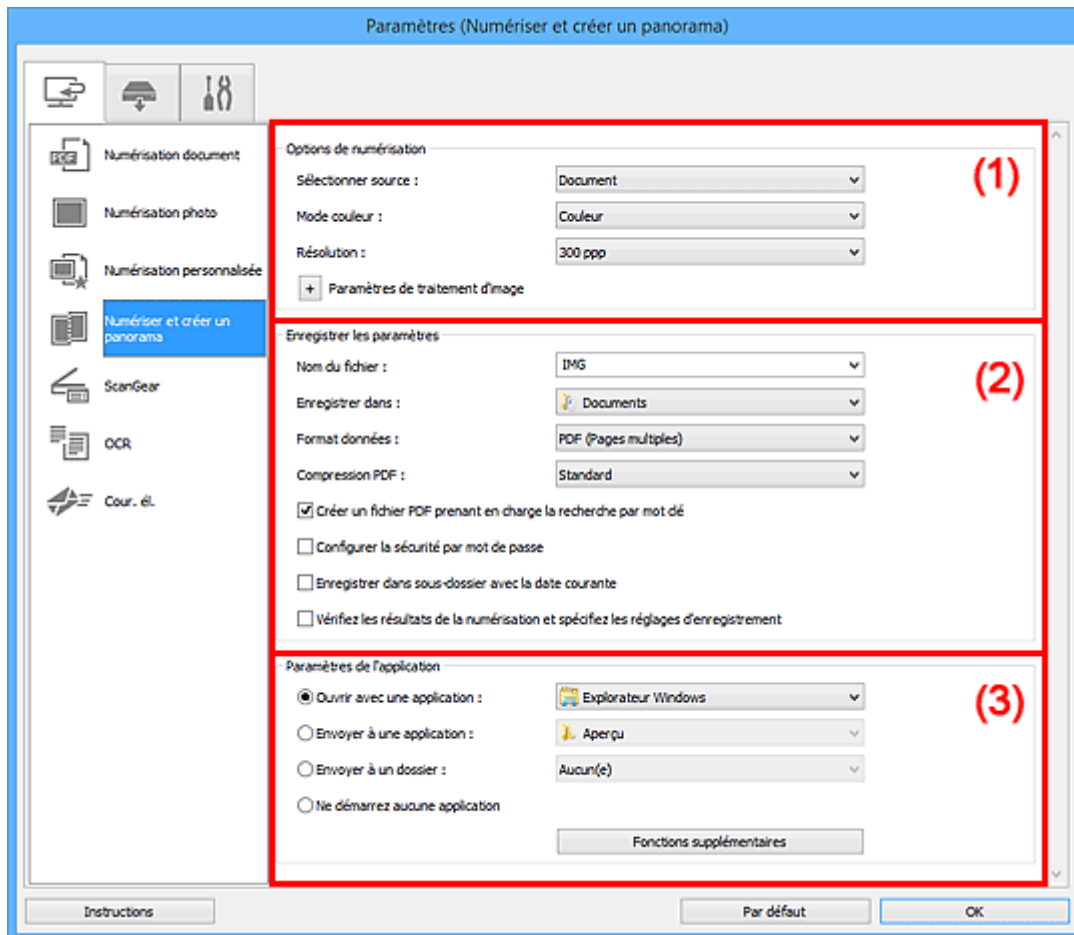 Paramètres (Numériser et créer un panorama)
Numérisation document
Numérisation photo
Numérisation personnalisée
Numériser et créer un
panorama
ScanGear
OCR
Cour. él.
Options de numérisation
(1)
Sélectionner source : Document
Mode couleur : Couleur
Résolution : 300 ppp
+ Paramètres de traitement d'image
Enregistrer les paramètres
(2)
Nom du fichier : IMG
Enregistrer dans : Documents
Format données : PDF (Pages multiples)
Compression PDF : Standard
Créer un fichier PDF prenant en charge la recherche par mot clé
Configurer la sécurité par mot de passe
Enregistrer dans sous-dossier avec la date courante
Vérifiez les résultats de la numérisation et spécifiez les réglages d'enregistrement
Paramètres de l'application
(3)
Ouvrir avec une application : Explorateur Windows
Envoyer à une application : Aperçu
Envoyer à un dossier : Aucun(e)
Ne démarrez aucune application
Fonctions supplémentaires
Instructions
Par défaut
OK
PDF